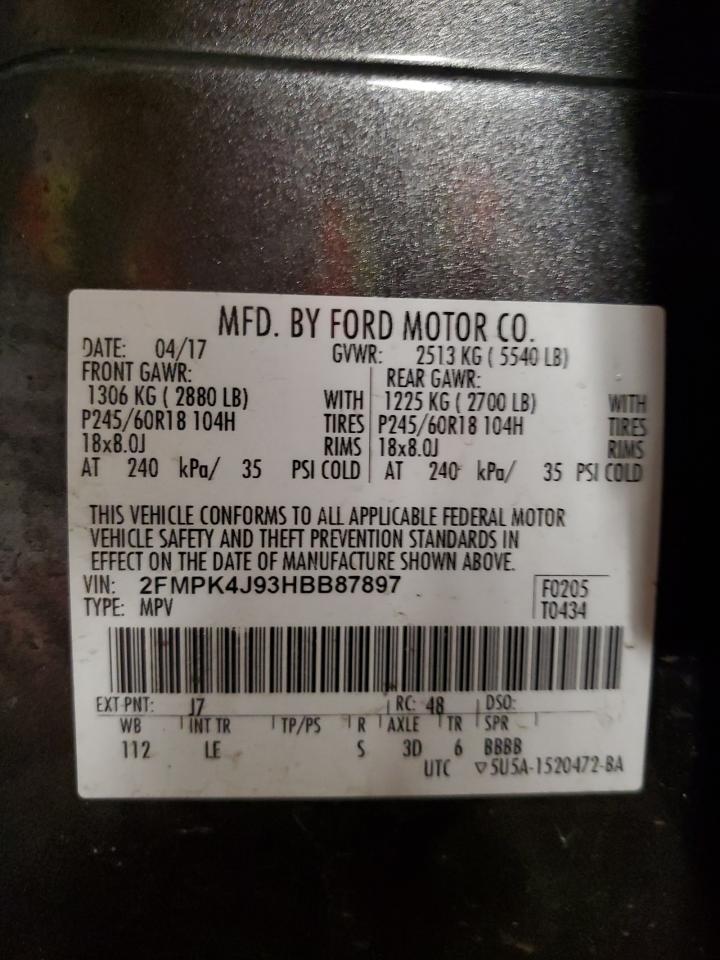 MFD. BY FORD MOTOR CO.
DATE: 04/17 GVWR: 2513 KG ( 5540 LB)
FRONT GAWR: REAR GAWR:
1306 KG ( 2880 LB) WITH 1225 KG ( 2700 LB) WITH
P245/60R18 104H TIRES P245/60R18 104H TIRES
18x8.0J RIMS 18x8.0J RIMS
AT 240 kPa/ 35 PSI COLD AT 240 kPa/ 35 PSI COLD
THIS VEHICLE CONFORMS TO ALL APPLICABLE FEDERAL MOTOR
VEHICLE SAFETY AND THEFT PREVENTION STANDARDS IN
EFFECT ON THE DATE OF MANUFACTURE SHOWN ABOVE.
VIN: 2FMPK4J93HBB87897 F0205
TYPE: MPV T0434
EXT PNT: J7 RC: 48 DSO:
WB INT TR TP/PS R AXLE TR SPR
112 LE S 3D 6 BBBB
UTC ▽5U5A-1520472-BA